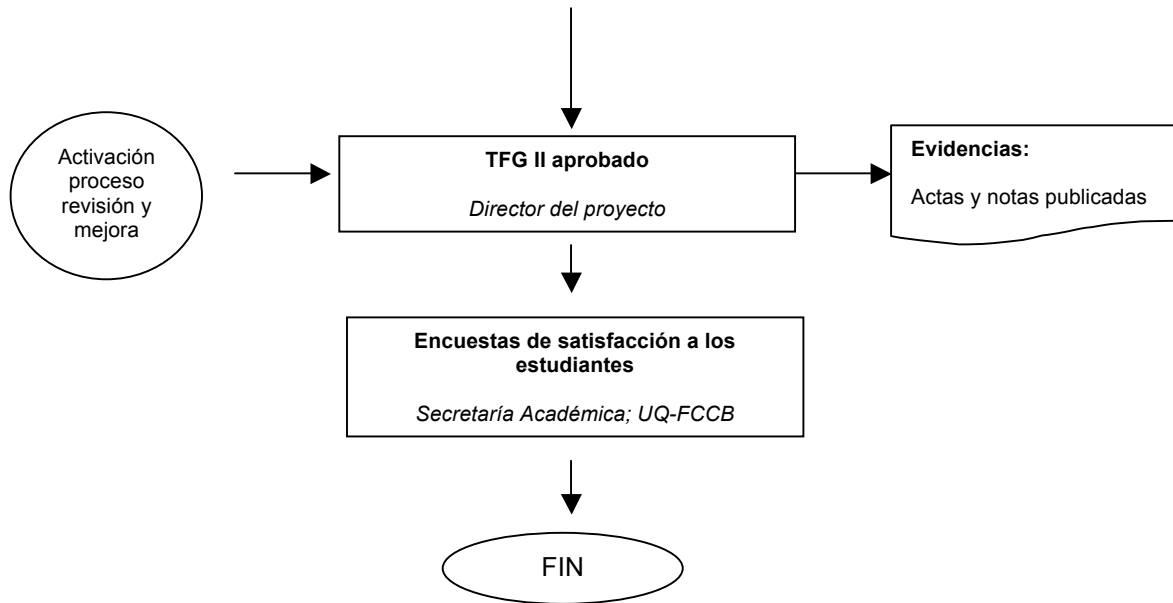 Activación
proceso
revisión y
mejora
TFG II aprobado
Director del proyecto
Evidencias:
Actas y notas publicadas
Encuestas de satisfacción a los
estudiantes
Secretaría Académica; UQ-FCCB
FIN